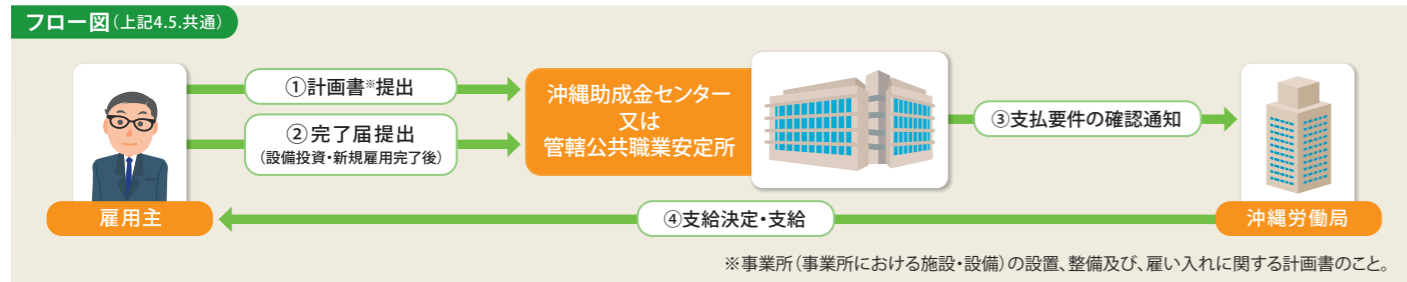 フロー図(上記4.5.共通)
①計画書※提出
②完了届提出
(設備投資・新規雇用完了後)
沖縄助成金センター
又は
管轄公共職業安定所
③支払要件の確認通知
雇用主
④支給決定・支給
沖縄労働局
※事業所(事業所における施設・設備)の設置、整備及び、雇い入れに関する計画書のこと。